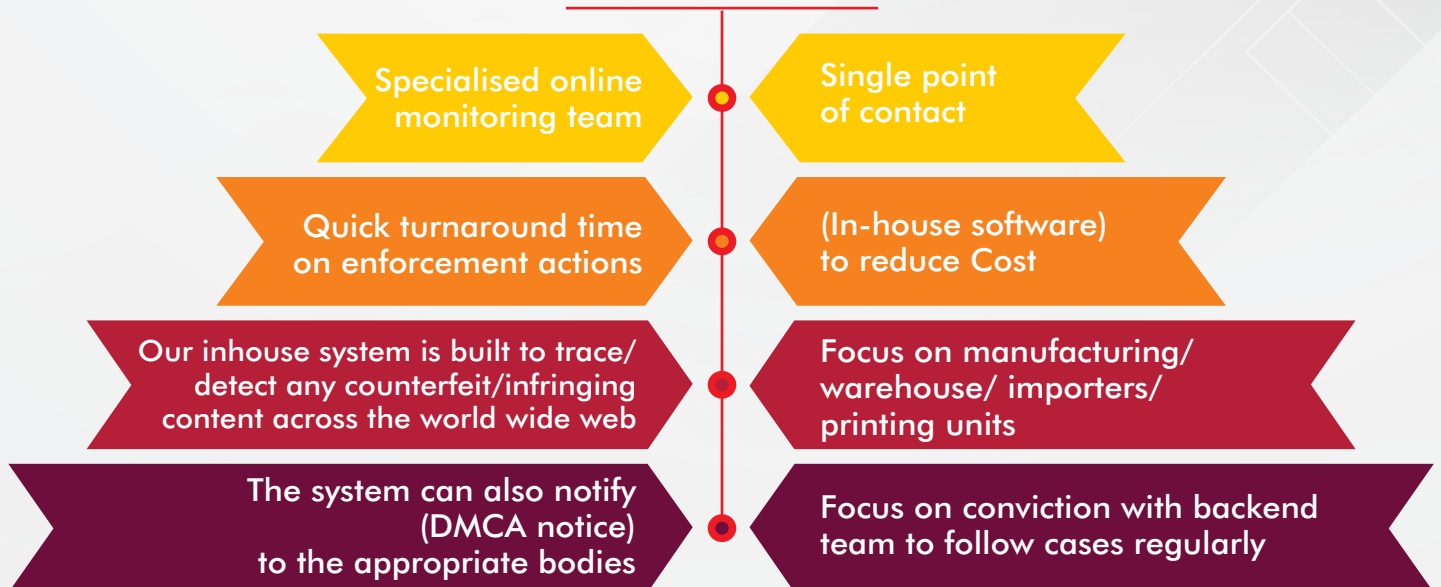 Specialised online
monitoring team
Single point
of contact
Quick turnaround time
on enforcement actions
(In-house software)
to reduce Cost
Our inhouse system is built to trace/
detect any counterfeit/infringing
content across the world wide web
Focus on manufacturing/
warehouse/ importers/
printing units
The system can also notify
(DMCA notice)
to the appropriate bodies
Focus on conviction with backend
team to follow cases regularly